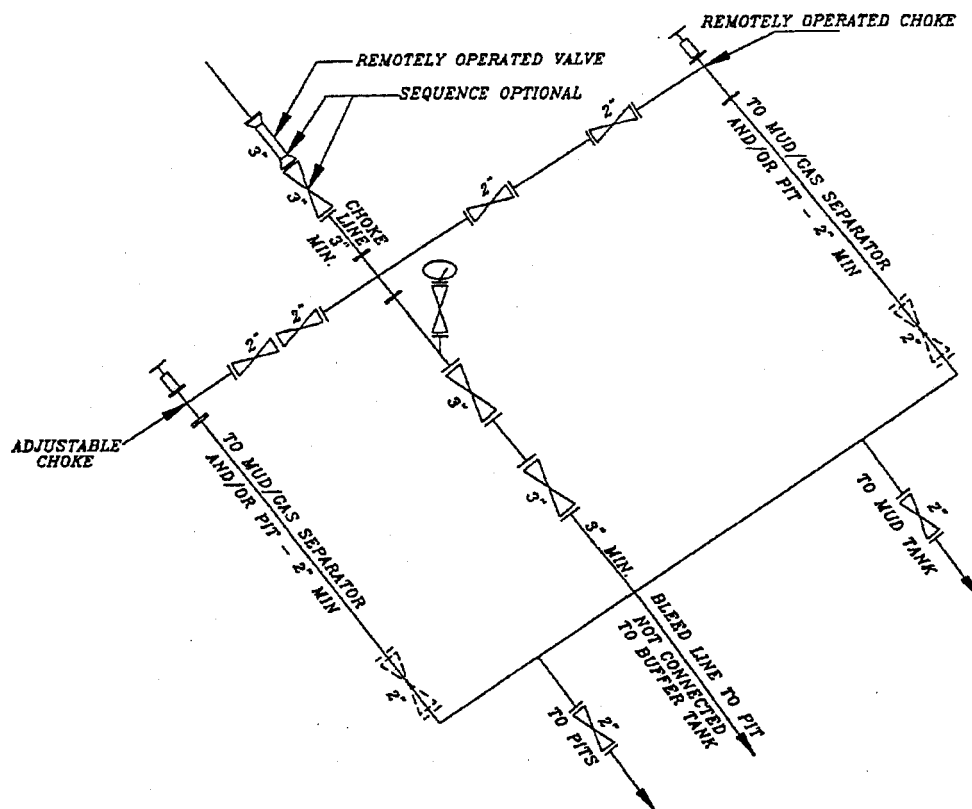 REMOTELY OPERATED CHOKE
REMOTELY OPERATED VALVE
SEQUENCE OPTIONAL
3"
3"
CHOKE
LINE
3"
MIN.
2"
2"
TO MUD/GAS SEPARATOR
AND/OR PIT - 2" MIN
2"
2"
2"
ADJUSTABLE
CHOKE
TO MUD/GAS SEPARATOR
AND/OR PIT - 2" MIN
2"
3"
3"
3" MIN.
BLEED LINE TO PIT
NOT CONNECTED
TO BUFFER TANK
2"
TO MUD TANK
2"
TO PITS